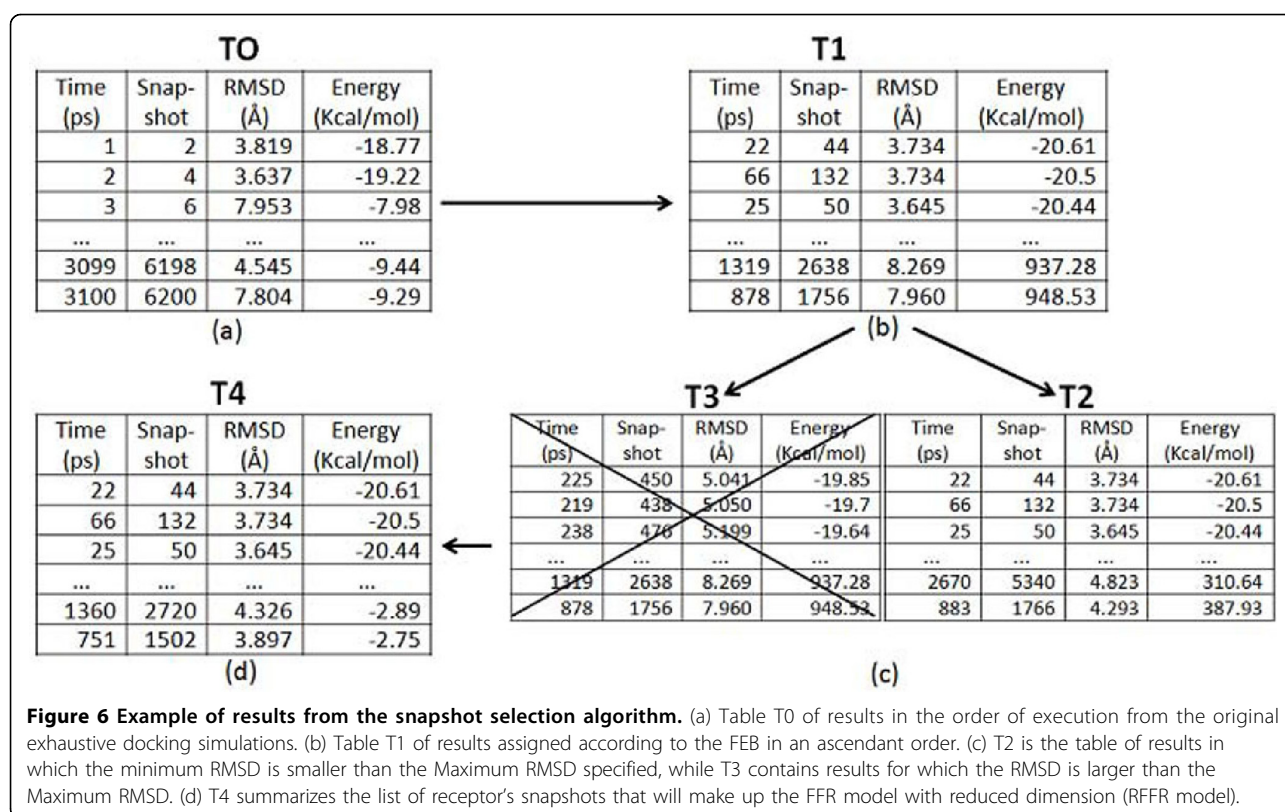 T0
Time Snap- RMSD Energy
(ps) shot (Å) (Kcal/mol)
1 2 3.819 -18.77
2 4 3.637 -19.22
3 6 7.953 -7.98
... ... ... ...
3099 6198 4.545 -9.44
3100 6200 7.804 -9.29
(a)
T1
Time Snap- RMSD Energy
(ps) shot (Å) (Kcal/mol)
22 44 3.734 -20.61
66 132 3.734 -20.5
25 50 3.645 -20.44
... ... ... ...
1319 2638 8.269 937.28
878 1756 7.960 948.53
(b)
T4
Time Snap- RMSD Energy
(ps) shot (Å) (Kcal/mol)
22 44 3.734 -20.61
66 132 3.734 -20.5
25 50 3.645 -20.44
... ... ... ...
1360 2720 4.326 -2.89
751 1502 3.897 -2.75
(d)
T3
Time Snap- RMSD Energy
(ps) shot (Å) (Kcal/mol)
225 450 5.041 -19.85
219 438 5.050 -19.7
238 476 5.199 -19.64
... ... ... ...
1319 2638 8.269 937.28
878 1756 7.960 948.53
T2
Time Snap- RMSD Energy
(ps) shot (Å) (Kcal/mol)
22 44 3.734 -20.61
66 132 3.734 -20.5
25 50 3.645 -20.44
... ... ... ...
2670 5340 4.823 310.64
883 1766 4.293 387.93
(c)
Figure 6 Example of results from the snapshot selection algorithm. (a) Table T0 of results in the order of execution from the original
exhaustive docking simulations. (b) Table T1 of results assigned according to the FEB in an ascendant order. (c) T2 is the table of results in
which the minimum RMSD is smaller than the Maximum RMSD specified, while T3 contains results for which the RMSD is larger than the
Maximum RMSD. (d) T4 summarizes the list of receptor's snapshots that will make up the FFR model with reduced dimension (RFFR model).